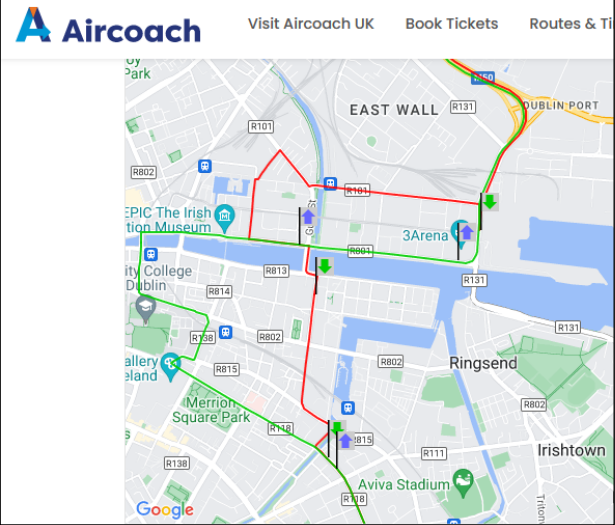 Aircoach
Visit Aircoach UK
Book Tickets
Routes & Ti
Park
EAST WALL
R131
DUBLIN PORT
R101
R802
R101
EPIC The Irish
tion Museum
3Arena
R801
ity College
Dublin
R813
R131
R814
R138
R802
R131
allery
eland
R815
R802
Ringsend
Merrion
Square Park
R802
R118
R815
R111
Irishtown
R138
Aviva Stadium
R118
Google